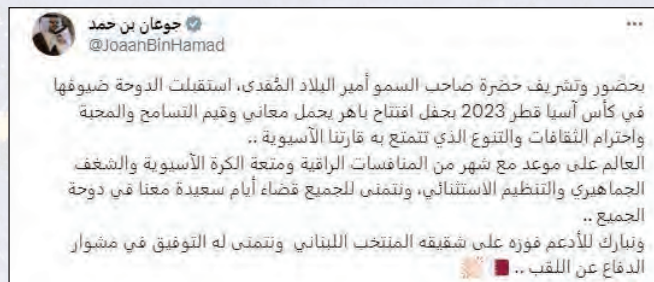 جوعان بن حمد
@JoaanBinHamad
بحضور وتشريف حضرة صاحب السمو أمير البلاد المُفدى، استقبلت الدوحة ضيوفها
في كأس آسيا قطر 2023 بحفل افتتاح باهر يحمل معاني وقيم التسامح والمحبة
واحترام الثقافات والتنوع الذي تتمتع به قارتنا الآسيوية ..
العالم على موعد مع شهر من المنافسات الراقية ومتعة الكرة الآسيوية والشغف
الجماهيري والتنظيم الاستثنائي، ونتمنى للجميع قضاء أيام سعيدة معنا في دوحة
الجميع ..
ونبارك للأدعم فوزه على شقيقه المنتخب اللبناني ونتمنى له التوفيق في مشوار
الدفاع عن اللقب ..